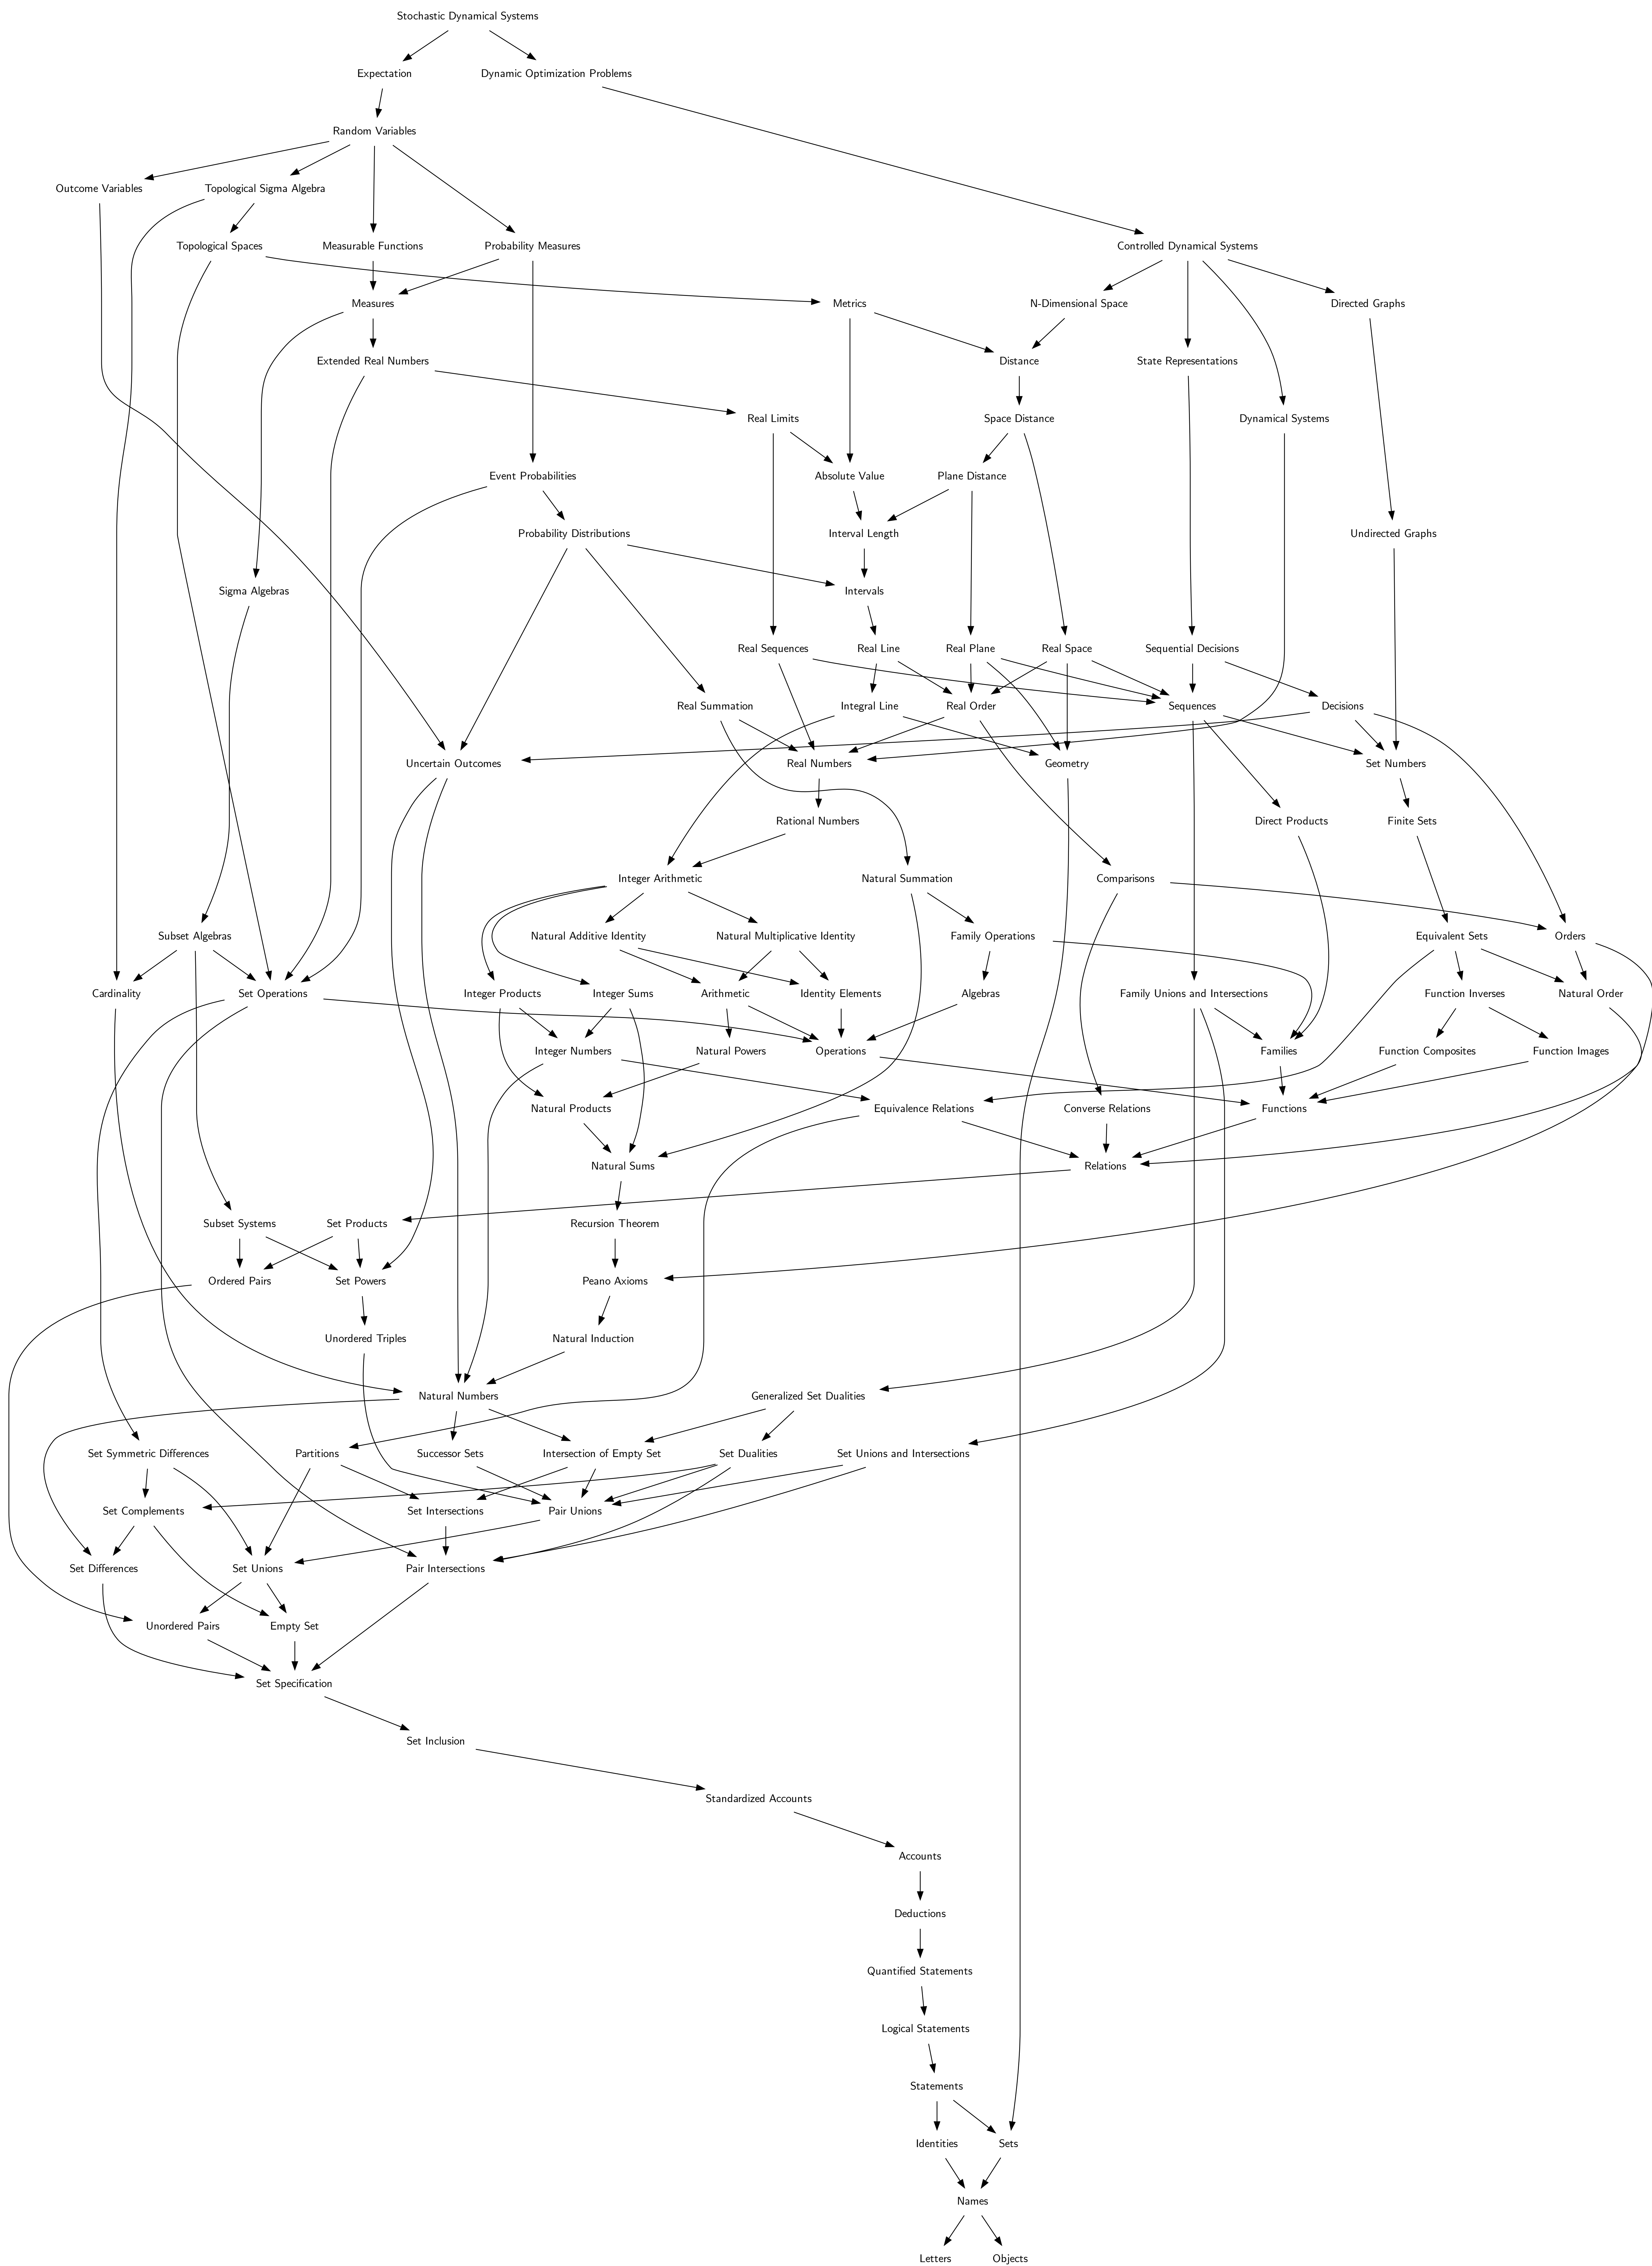 Stochastic Dynamical Systems
Expectation
Dynamic Optimization Problems
Random Variables
Outcome Variables
Topological Sigma Algebra
Topological Spaces
Measurable Functions
Probability Measures
Controlled Dynamical Systems
Measures
Metrics
N-Dimensional Space
Directed Graphs
Extended Real Numbers
Distance
State Representations
Real Limits
Space Distance
Dynamical Systems
Event Probabilities
Absolute Value
Plane Distance
Probability Distributions
Interval Length
Undirected Graphs
Sigma Algebras
Intervals
Real Sequences
Real Line
Real Plane
Real Space
Sequential Decisions
Real Summation
Integral Line
Real Order
Sequences
Decisions
Uncertain Outcomes
Real Numbers
Geometry
Set Numbers
Rational Numbers
Direct Products
Finite Sets
Integer Arithmetic
Natural Summation
Comparisons
Subset Algebras
Natural Additive Identity
Natural Multiplicative Identity
Family Operations
Equivalent Sets
Orders
Cardinality
Set Operations
Integer Products
Integer Sums
Arithmetic
Identity Elements
Algebras
Family Unions and Intersections
Function Inverses
Natural Order
Integer Numbers
Natural Powers
Operations
Families
Function Composites
Function Images
Natural Products
Equivalence Relations
Converse Relations
Functions
Natural Sums
Relations
Subset Systems
Set Products
Recursion Theorem
Ordered Pairs
Set Powers
Peano Axioms
Unordered Triples
Natural Induction
Natural Numbers
Generalized Set Dualities
Set Symmetric Differences
Partitions
Successor Sets
Intersection of Empty Set
Set Dualities
Set Unions and Intersections
Set Complements
Set Intersections
Pair Unions
Set Differences
Set Unions
Pair Intersections
Unordered Pairs
Empty Set
Set Specification
Set Inclusion
Standardized Accounts
Accounts
Deductions
Quantified Statements
Logical Statements
Statements
Identities
Sets
Names
Letters
Objects